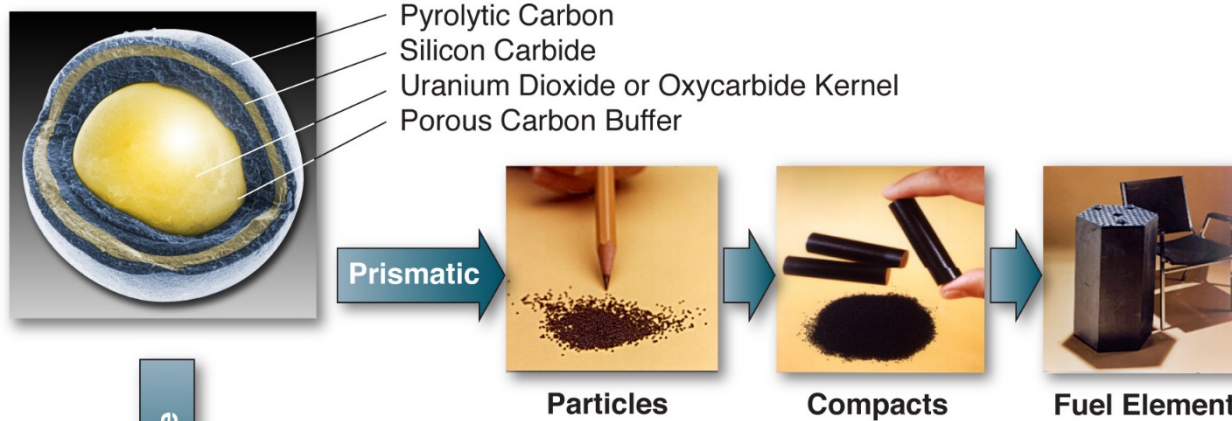 Pyrolytic Carbon
Silicon Carbide
Uranium Dioxide or Oxycarbide Kernel
Porous Carbon Buffer
Prismatic
Particles
Compacts
Fuel Element